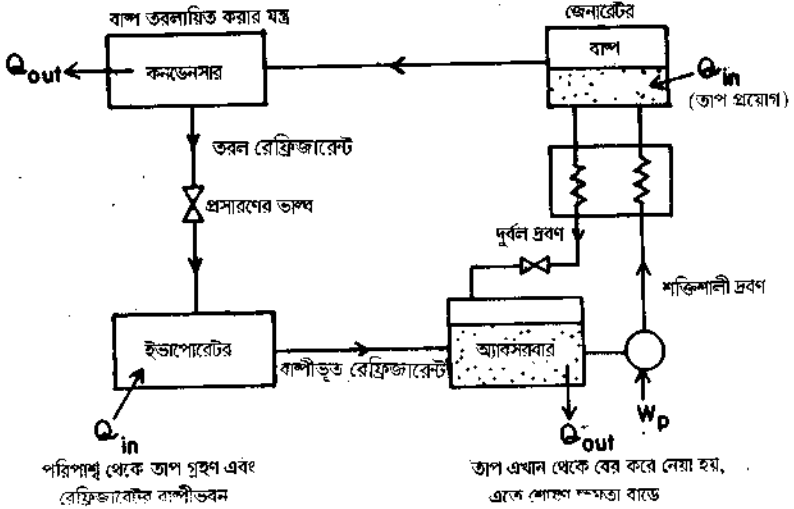 বাষ্প তরলায়িত করার যন্ত্র
জেনারেটর
Qout
কনডেনসার
বাষ্প
Qin
(তাপ প্রয়োগ)
তরল রেফ্রিজারেন্ট
প্রসারণের ভাল্ব
দুর্বল দ্রবণ
শক্তিশালী দ্রবণ
ইভাপোরেটর
অ্যাবসরবার
বাষ্পীভূত রেফ্রিজারেন্ট
Wp
Qin
Qout
পরিপার্শ্ব থেকে তাপ গ্রহণ এবং
রেফ্রিজারেটর বাষ্পীভবন
তাপ এখান থেকে বের করে নেয়া হয়,
এতে শোষণ ক্ষমতা বাড়ে